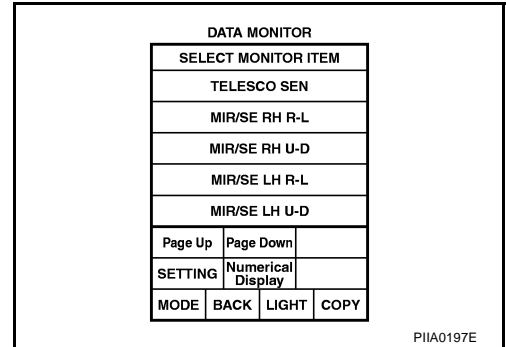 DATA MONITOR
SELECT MONITOR ITEM
TELESCO SEN
MIR/SE RH R-L
MIR/SE RH U-D
MIR/SE LH R-L
MIR/SE LH U-D
Page Up Page Down
SETTING Numerical
Display
MODE BACK LIGHT COPY
PIIA0197E